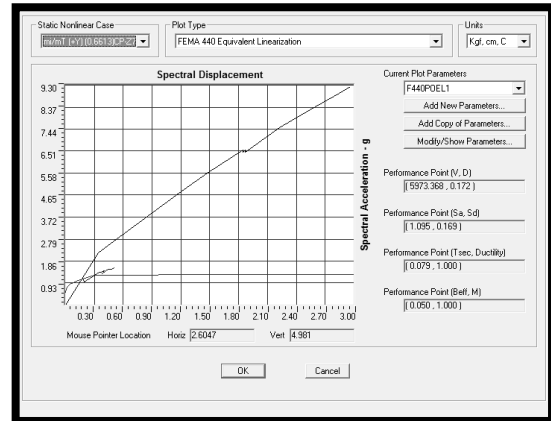 Static Nonlinear Case
mi/mT (+Y) (0.6613)CP-Z)
Plot Type
FEMA 440 Equivalent Linearization
Units
Kgf, cm, C
Spectral Displacement
9.30
8.37
7.44
6.51
5.58
4.65
3.72
2.79
1.86
0.93
0.30 0.60 0.90 1.20 1.50 1.80 2.10 2.40 2.70 3.00
Spectral Acceleration - g
Mouse Pointer Location Horiz 2.6047 Vert 4.981
Current Plot Parameters
F440POEL1
Add New Parameters...
Add Copy of Parameters...
Modify/Show Parameters...
Performance Point (V, D)
( 5973.368 , 0.172 )
Performance Point (Sa, Sd)
( 1.095 , 0.169 )
Performance Point (Tsec, Ductility)
( 0.079 , 1.000 )
Performance Point (Beff, M)
( 0.050 , 1.000 )
OK Cancel